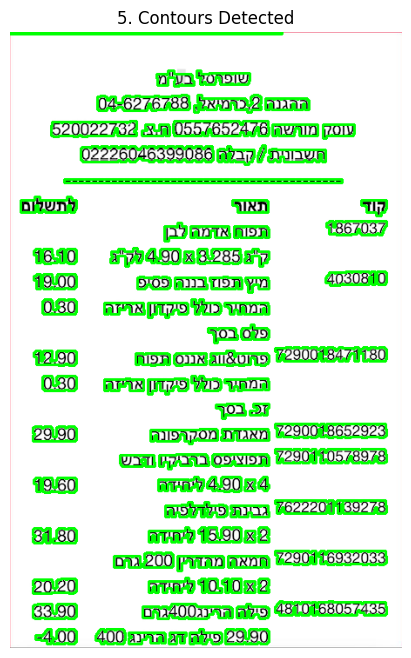 5. Contours Detected
שופרסל בע"מ
ההגנה 2,כרמיאל, 04-6276788
עוסק מורשה 0557652476 ח.צ. 520022732
חשבונית / קבלה 02226046399086
------------------------------------------
קוד תאור לתשלום
1867037 תפוח אדמה לבן
ק"ג 3.285 x 4.90 לק"ג 16.10
4030810 מיץ תפוז בננה פסיפ 19.00
המחיר כולל פיקדון אריזה 0.30
פלס בסך
7290018471180 פרוט&ווג אננס תפוח 12.90
המחיר כולל פיקדון אריזה 0.30
זכ. בסך
7290018652923 מאגדת מסקרפונה 29.90
7290110578978 תפוציפס ברביקיו ודבש
4 x 4.90 ליחידה 19.60
7622201139278 גבינת פילדלפיה
2 x 15.90 ליחידה 31.80
7290116932033 חמאה מהדרין 200 גרם
2 x 10.10 ליחידה 20.20
4810168057435 פילה הרינג400גרם 33.90
29.90 פילה דג הרינג 400 -4.00